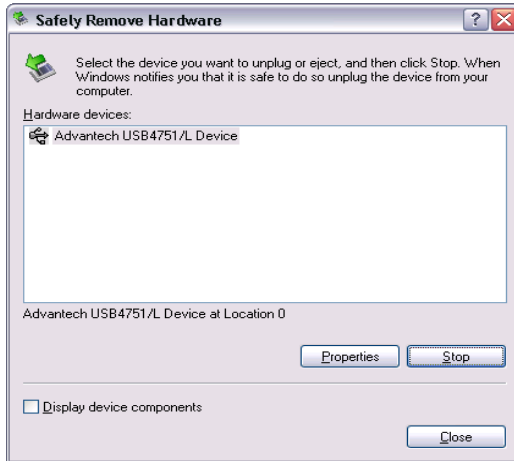 Safely Remove Hardware
Select the device you want to unplug or eject, and then click Stop. When
Windows notifies you that it is safe to do so unplug the device from your
computer.
Hardware devices:
Advantech USB4751/L Device
Advantech USB4751/L Device at Location 0
Properties
Stop
Display device components
Close